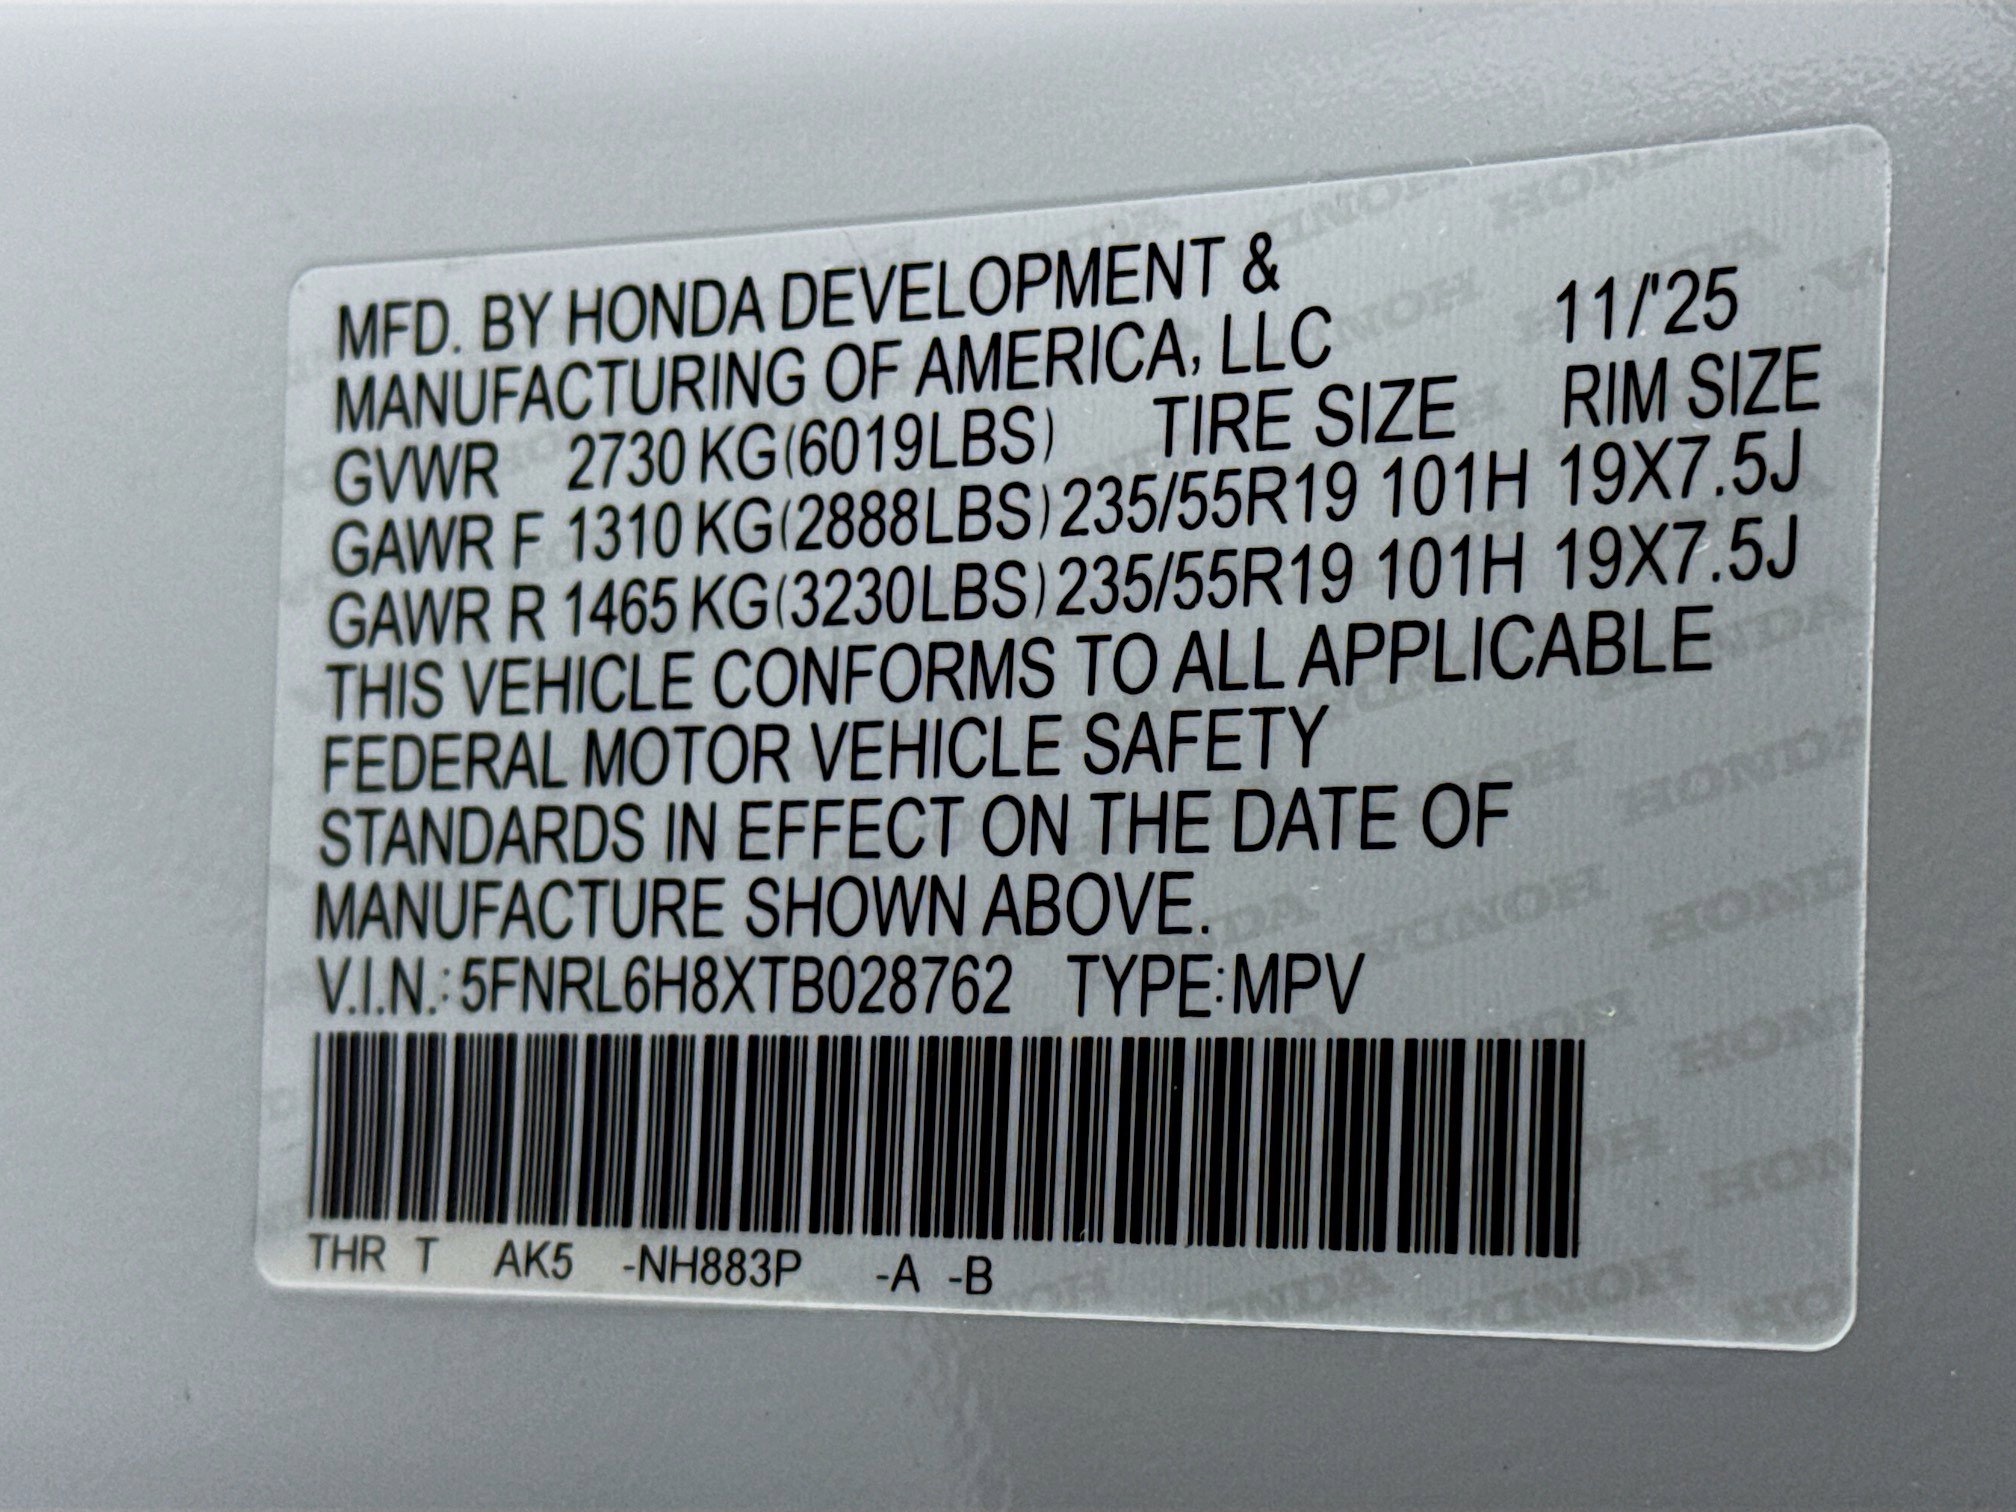 MFD. BY HONDA DEVELOPMENT &
MANUFACTURING OF AMERICA, LLC 11/'25
GVWR 2730 KG(6019LBS) TIRE SIZE RIM SIZE
GAWR F 1310 KG(2888LBS) 235/55R19 101H 19X7.5J
GAWR R 1465 KG(3230LBS) 235/55R19 101H 19X7.5J
THIS VEHICLE CONFORMS TO ALL APPLICABLE
FEDERAL MOTOR VEHICLE SAFETY
STANDARDS IN EFFECT ON THE DATE OF
MANUFACTURE SHOWN ABOVE.
V.I.N.: 5FNRL6H8XTB028762 TYPE:MPV
THR T AK5 -NH883P -A -B